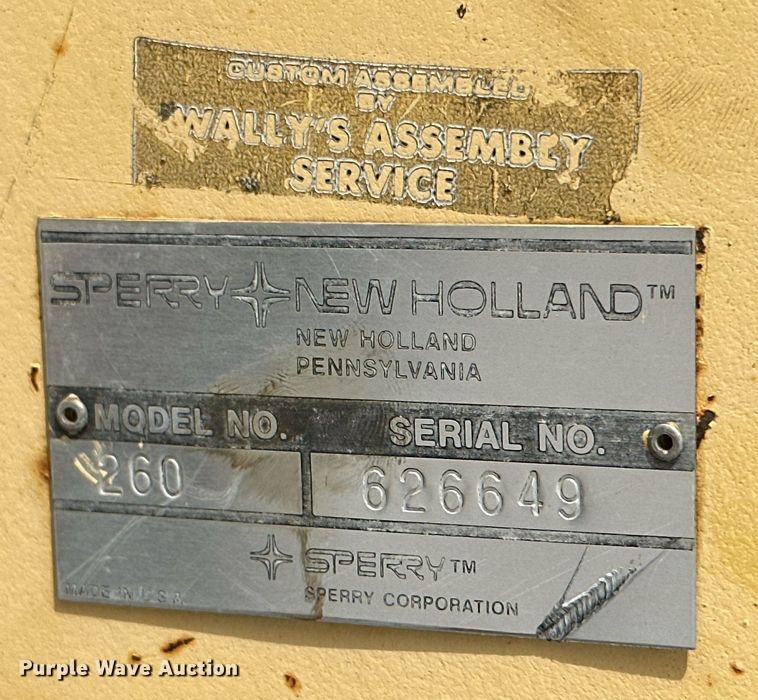 CUSTOM ASSEMBLED
BY
WALLY'S ASSEMBLY
SERVICE
SPERRY NEW HOLLAND™
NEW HOLLAND
PENNSYLVANIA
MODEL NO. SERIAL NO.
260 626649
SPERRY™
MADE IN U.S.A. SPERRY CORPORATION
Purple Wave Auction